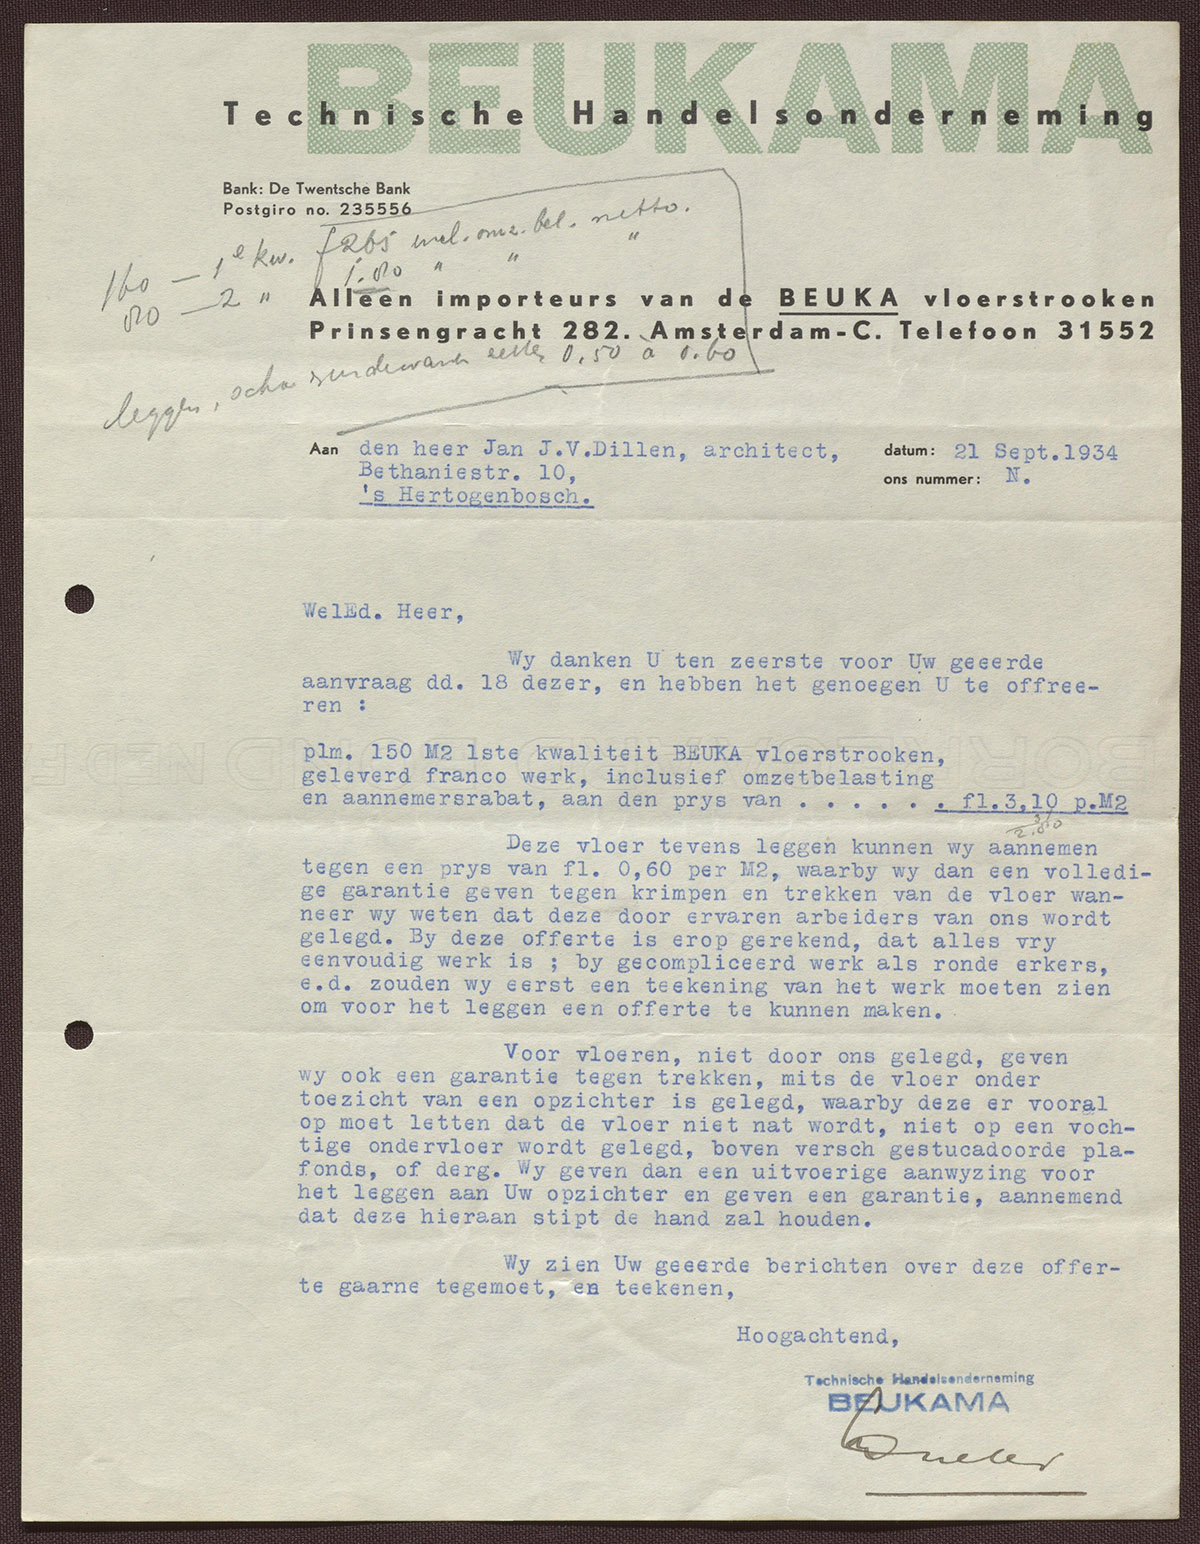 BEUKAMA
Technische Handelsonderneming
Bank: De Twentsche Bank
Postgiro no. 235556
160 — 1e kw. f 265 incl. omz. bel. netto.
80 — 2 " 1.80 " " "
Alleen importeurs van de BEUKA vloerstrooken
Prinsengracht 282. Amsterdam-C. Telefoon 31552
leggen, 0.50 à 0.60
Aan den heer Jan J.V.Dillen, architect,
Bethaniestr. 10,
's Hertogenbosch.
datum: 21 Sept.1934
ons nummer: N.
WelEd. Heer,
Wy danken U ten zeerste voor Uw geeerde
aanvraag dd. 18 dezer, en hebben het genoegen U te offree-
ren :
plm. 150 M2 1ste kwaliteit BEUKA vloerstrooken,
geleverd franco werk, inclusief omzetbelasting
en aannemersrabat, aan den prys van . . . . . . . fl.3,10 p.M2
2.80
Deze vloer tevens leggen kunnen wy aannemen
tegen een prys van fl. 0,60 per M2, waarby wy dan een volledi-
ge garantie geven tegen krimpen en trekken van de vloer wan-
neer wy weten dat deze door ervaren arbeiders van ons wordt
gelegd. By deze offerte is erop gerekend, dat alles vry
eenvoudig werk is ; by gecompliceerd werk als ronde erkers,
e.d. zouden wy eerst een teekening van het werk moeten zien
om voor het leggen een offerte te kunnen maken.
Voor vloeren, niet door ons gelegd, geven
wy ook een garantie tegen trekken, mits de vloer onder
toezicht van een opzichter is gelegd, waarby deze er vooral
op moet letten dat de vloer niet nat wordt, niet op een voch-
tige ondervloer wordt gelegd, boven versch gestucadoorde pla-
fonds, of derg. Wy geven dan een uitvoerige aanwyzing voor
het leggen aan Uw opzichter en geven een garantie, aannemend
dat deze hieraan stipt de hand zal houden.
Wy zien Uw geeerde berichten over deze offer-
te gaarne tegemoet, en teekenen,
Hoogachtend,
Technische Handelsonderneming
BEUKAMA